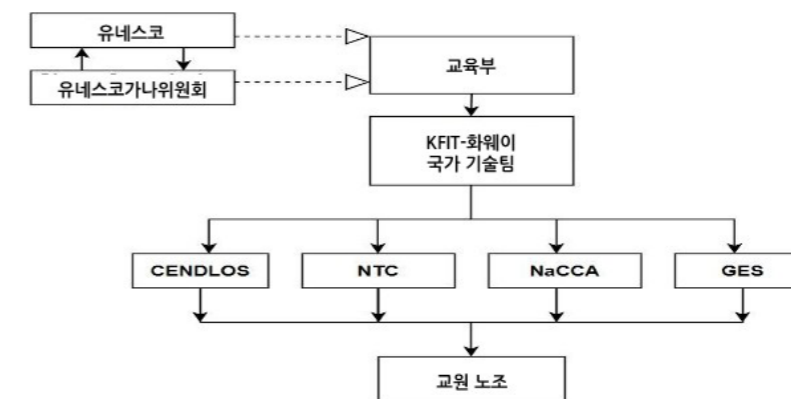 유네스코
유네스코가나위원회
교육부
KFIT-화웨이
국가 기술팀
CENDLOS
NTC
NaCCA
GES
교원 노조